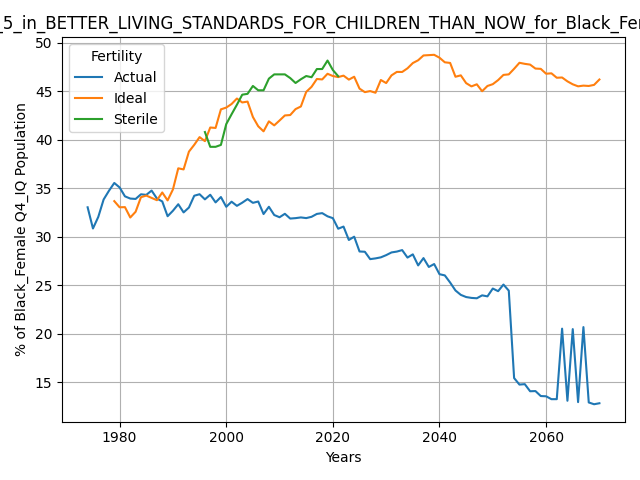 _5_in_BETTER_LIVING_STANDARDS_FOR_CHILDREN_THAN_NOW_for_Black_Fer
Fertility
Actual
Ideal
Sterile
% of Black_Female Q4_IQ Population
50
45
40
35
30
25
20
15
1980
2000
2020
2040
2060
Years